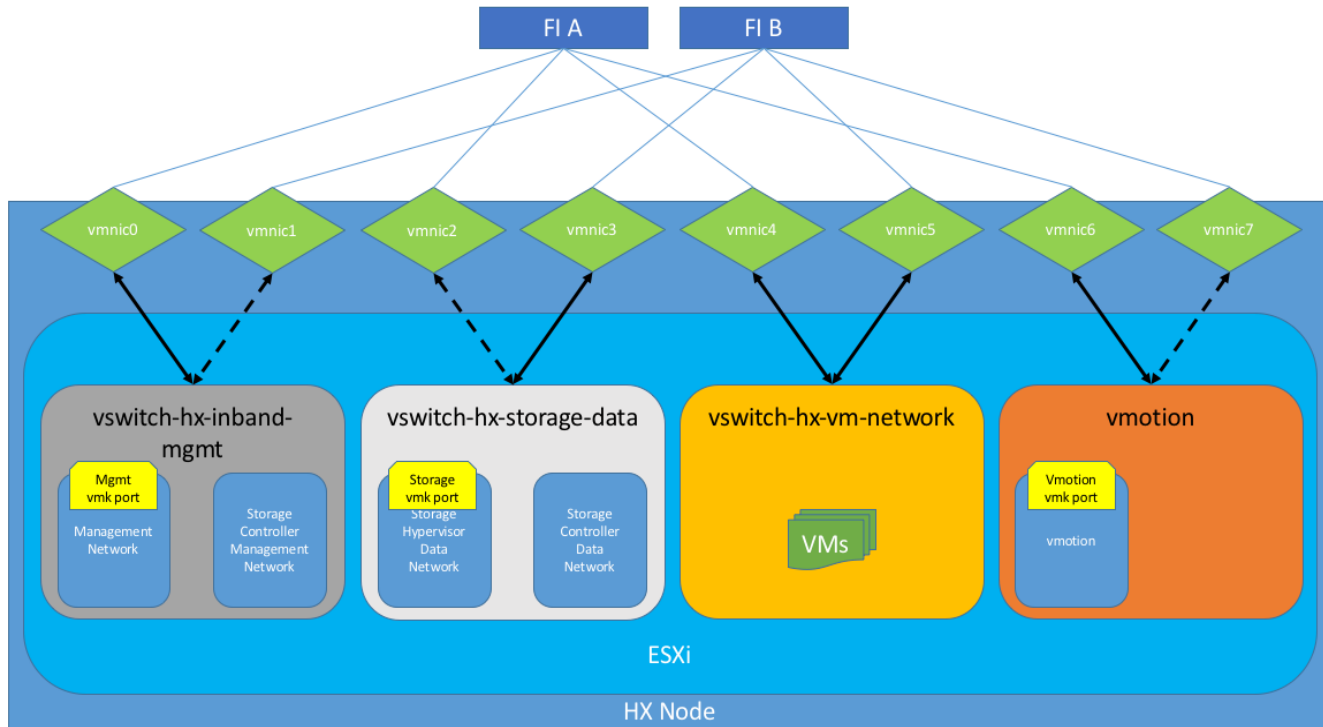 FI A
FI B
vmnic0
vmnic1
vmnic2
vmnic3
vmnic4
vmnic5
vmnic6
vmnic7
vswitch-hx-inband-
mgmt
Mgmt
vmk port
Management
Network
Storage
Controller
Management
Network
vswitch-hx-storage-data
Storage
vmk port
Storage
Hypervisor
Data
Network
Storage
Controller
Data
Network
vswitch-hx-vm-network
VMs
vmotion
Vmotion
vmk port
vmotion
ESXi
HX Node